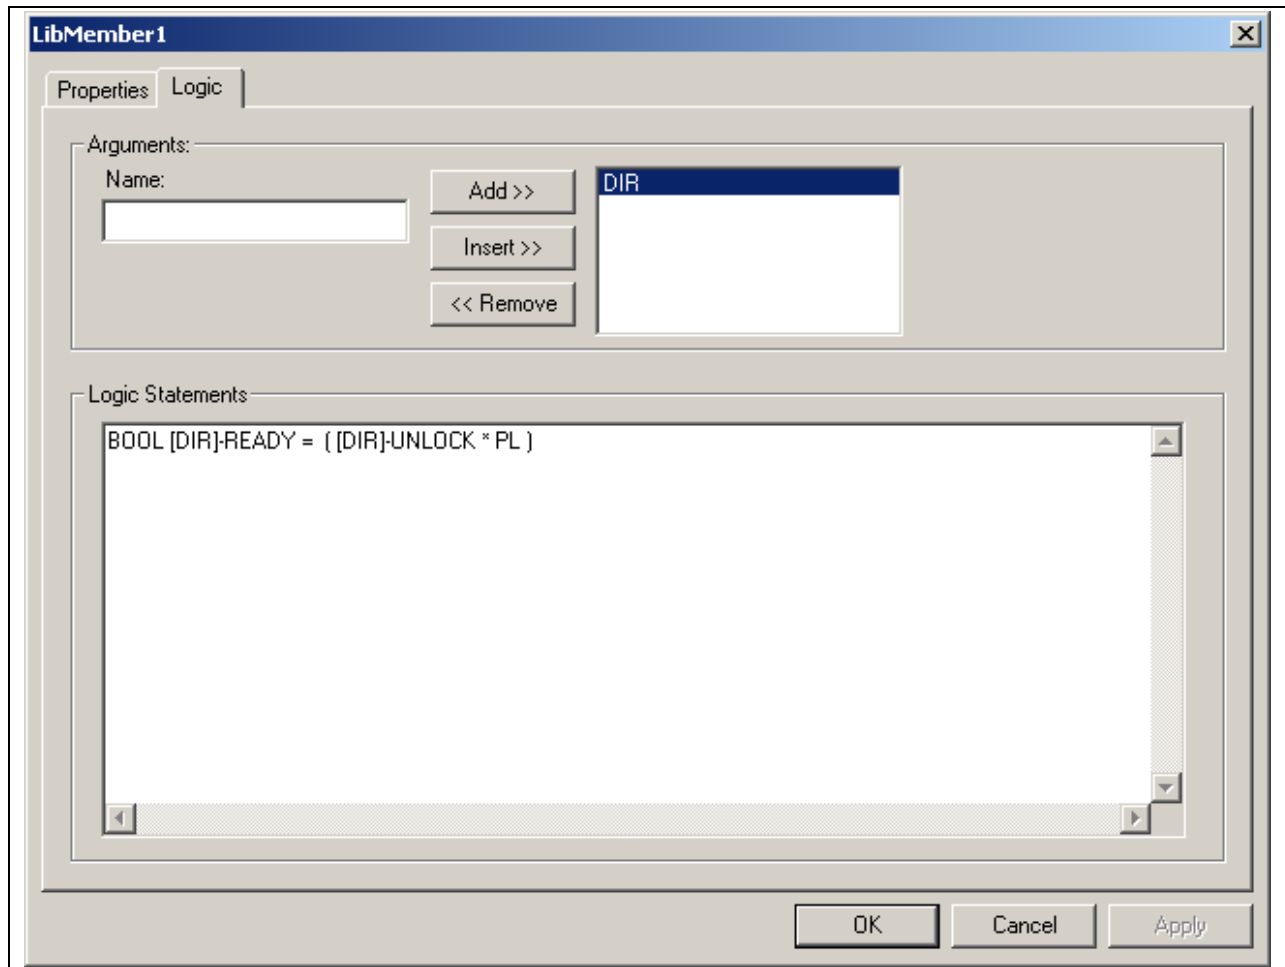 LibMember1
Properties Logic
Arguments:
Name:
Add >>
DIR
Insert >>
<< Remove
Logic Statements
BOOL [DIR]-READY = ( [DIR]-UNLOCK * PL )
OK Cancel Apply